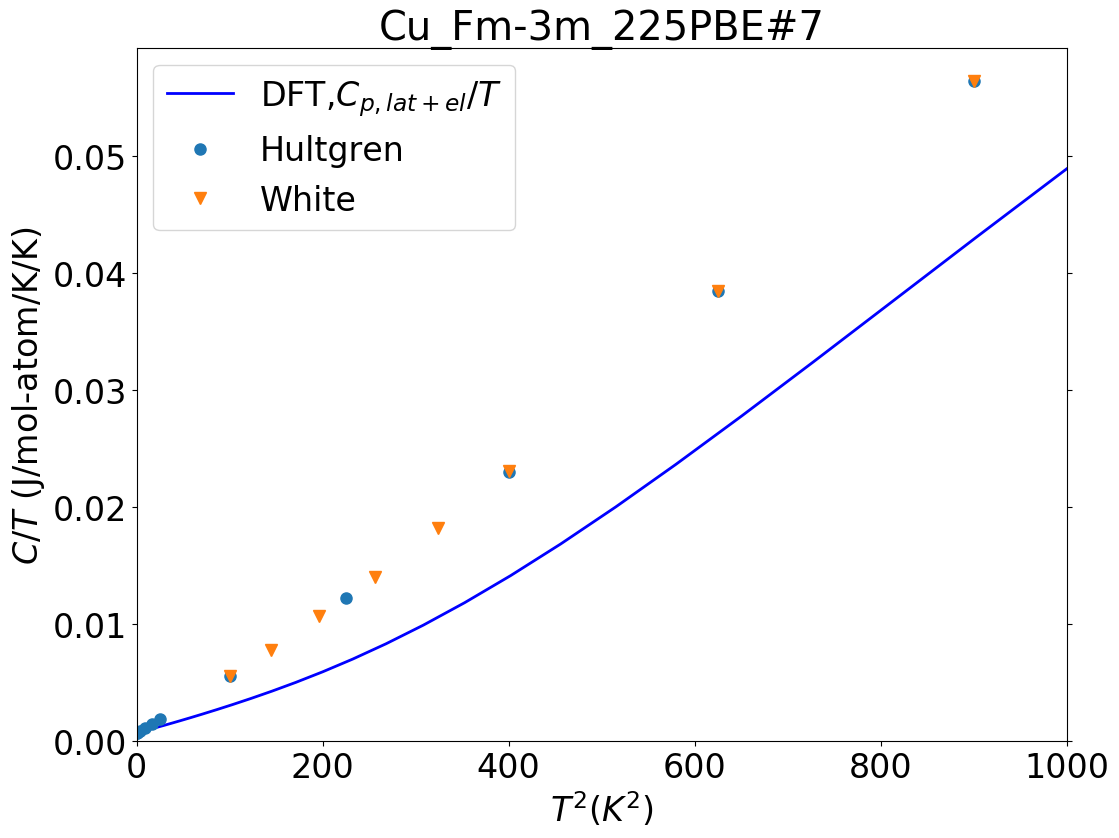 Cu_Fm-3m_225PBE#7
DFT,$C_{p,lat+el}/T$
Hultgren
White
0.05
0.04
0.03
0.02
0.01
0.00
C/T (J/mol-atom/K/K)
0 200 400 600 800 1000
$T^2(K^2)$